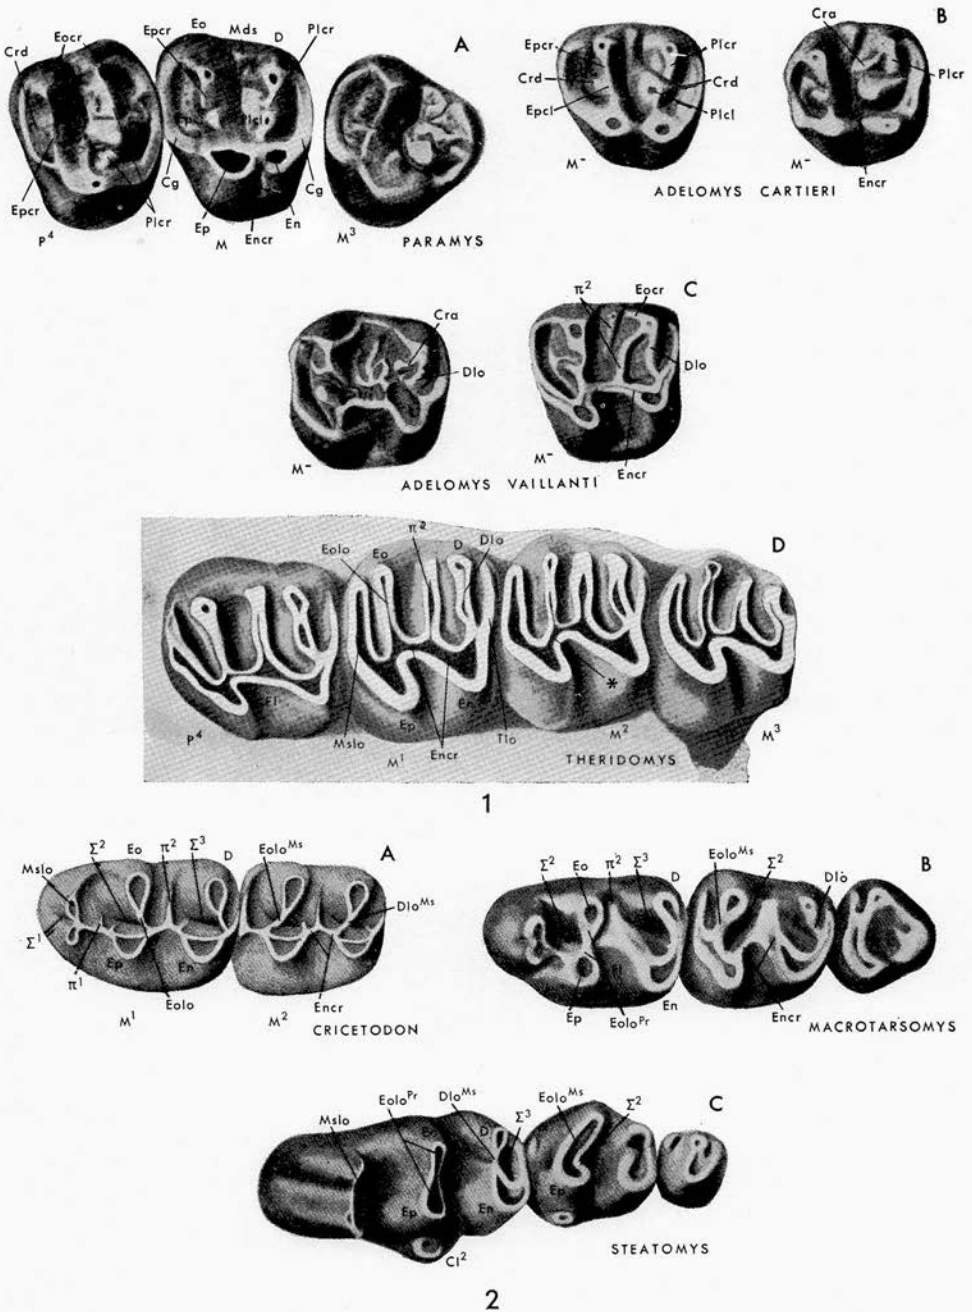 A
Eo Mds D
Epcr Plcr
Crd Eocr
Ep Plcl
Epcr Plcr Cg Cg
Ep Encr En
P4 M M3 PARAMYS
B
Cra
Epcr Plcr
Crd Crd Plcr
Epcl Plcl
M– M– Encr
ADELOMYS CARTIERI
C
π2 Eocr
Cra
Dlo Dlo
M– M– Encr
ADELOMYS VAILLANTI
D
π2
Eolo Eo D Dlo
El
Mslo Ep Encr En Tlo *
P4 M1 M2 M3
THERIDOMYS
1
A
Σ2 Eo π2 Σ3 D EoloMs
Mslo
DloMs
Σ1
π1 Ep En
Eolo Encr
M1 M2
CRICETODON
B
EoloMs Σ2
Σ2 Eo π2 Σ3 D Dlo
Ep EoloPr En Encr
MACROTARSOMYS
C
EoloPr DloMs EoloMs
Mslo Σ3 Σ2
Eo D
Ep En Ep
Cl2
STEATOMYS
2